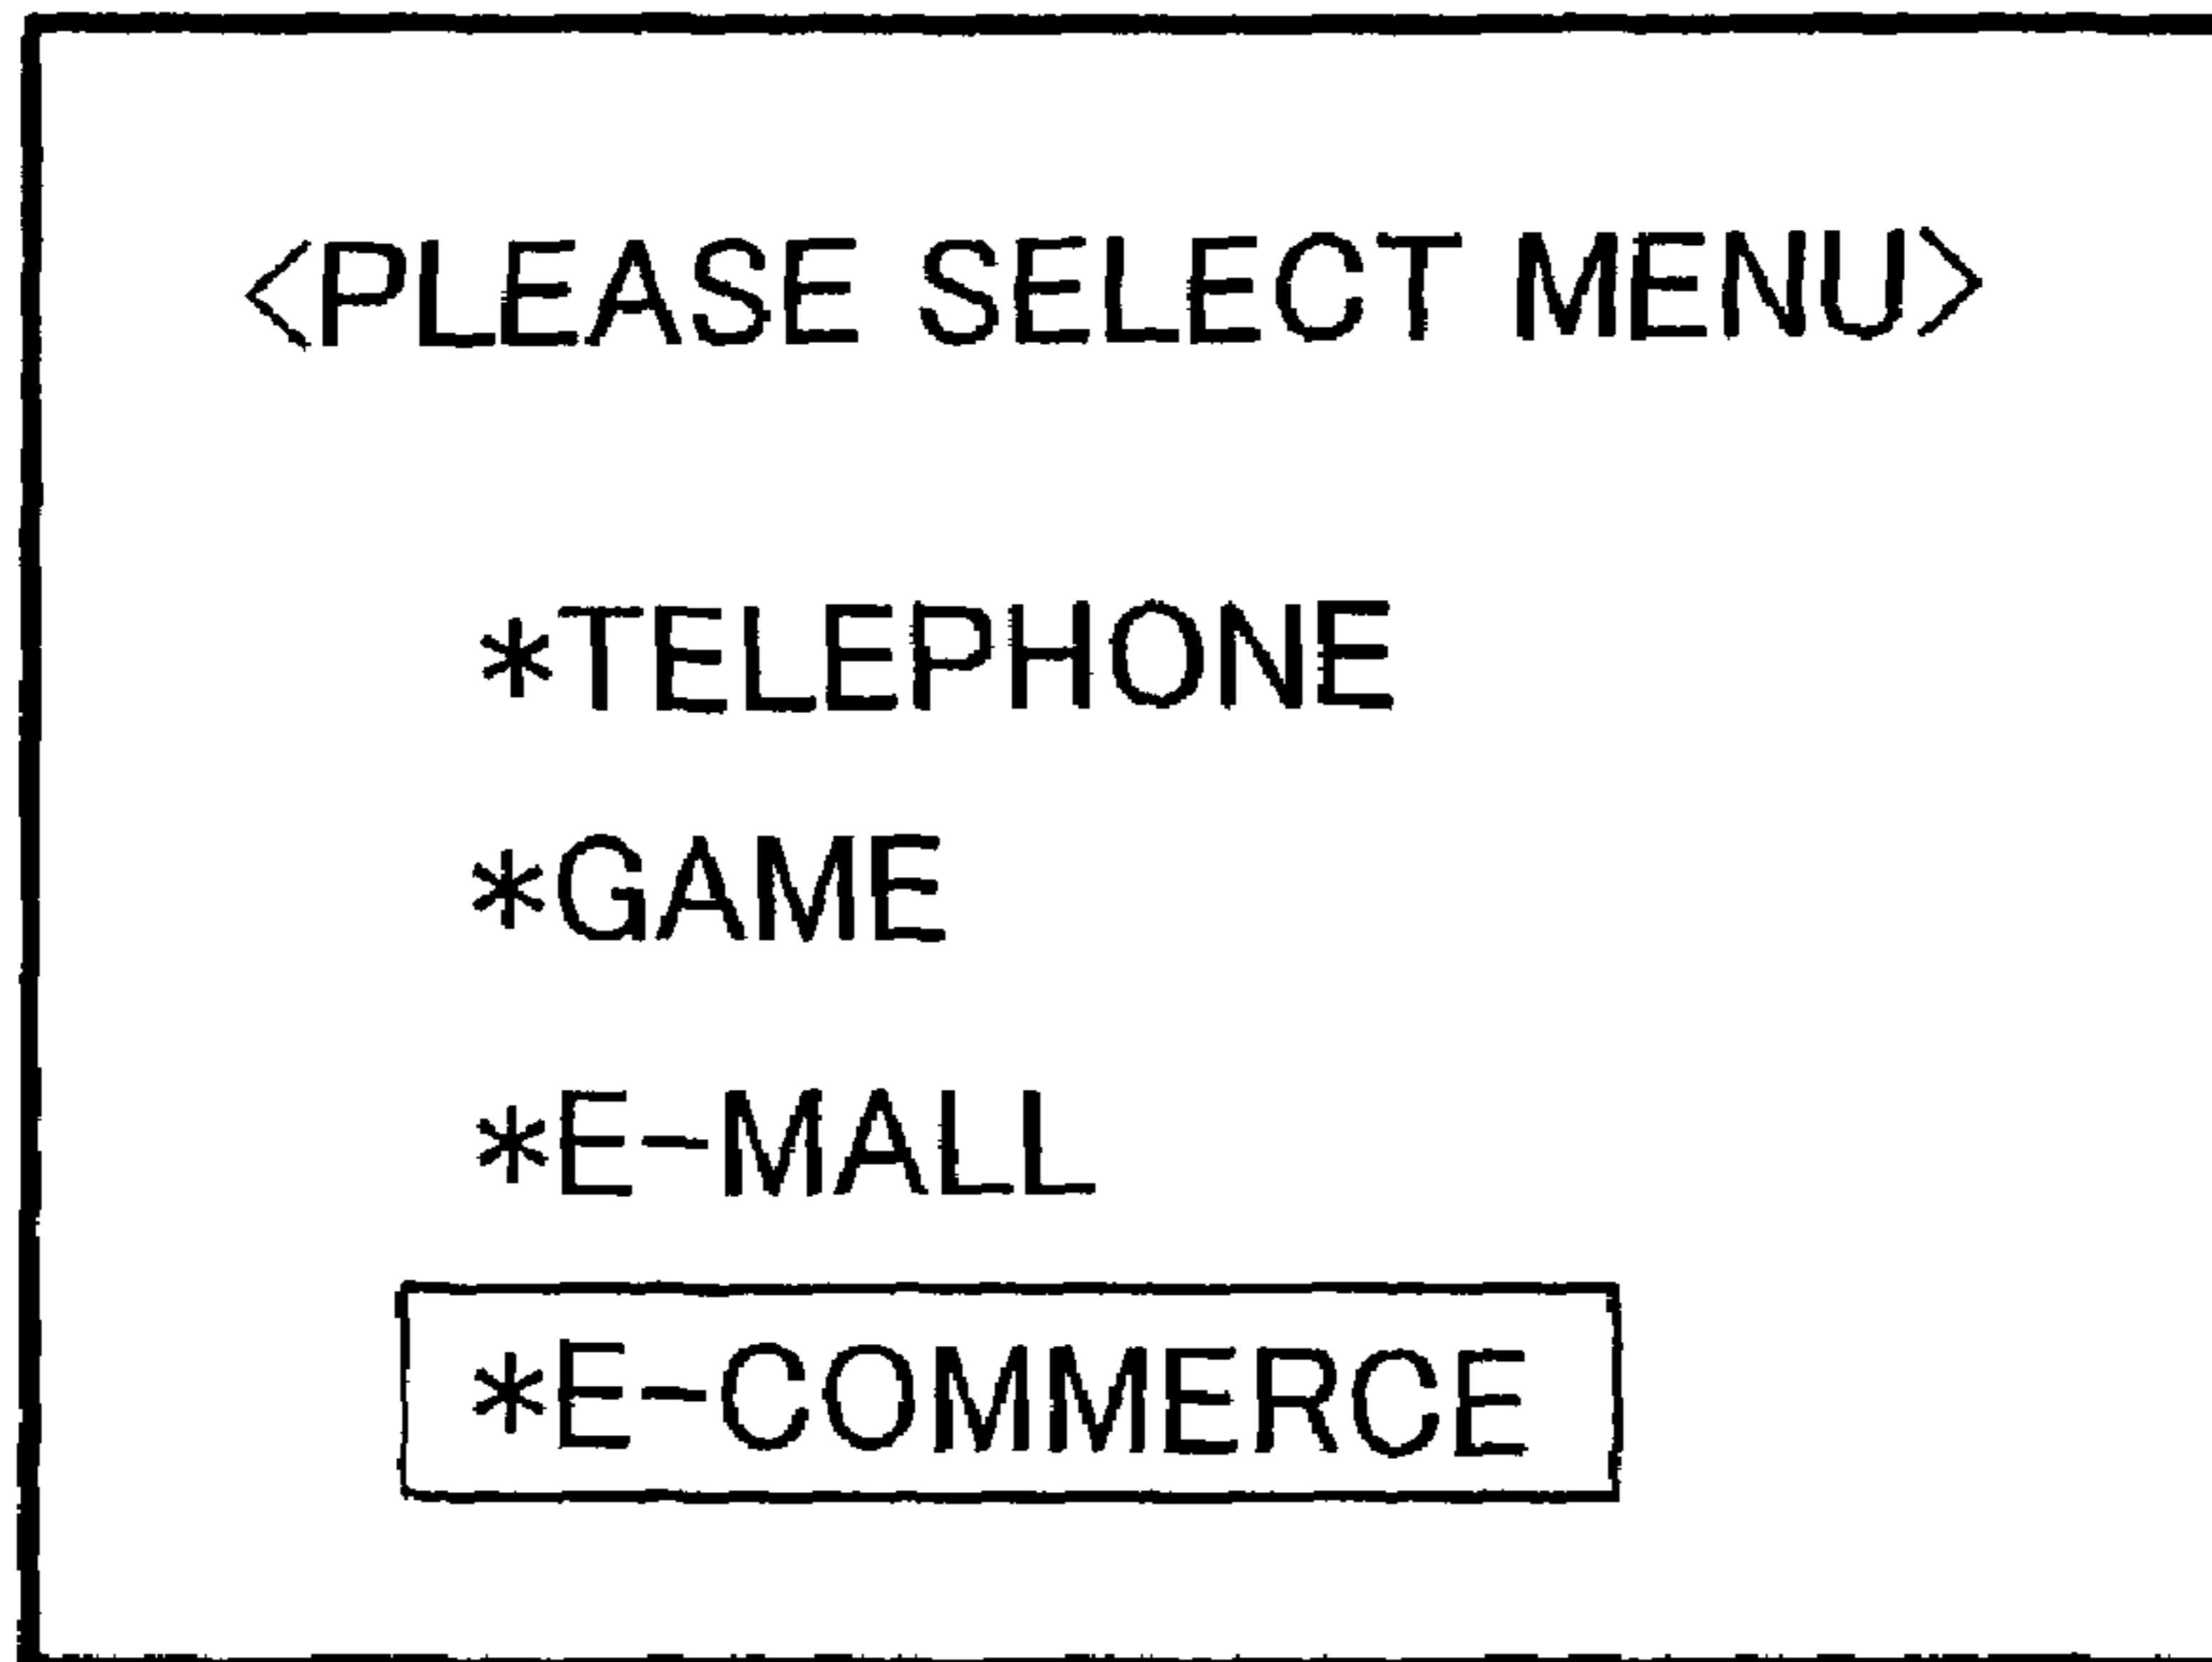 <PLEASE SELECT MENU>
*TELEPHONE
*GAME
*E-MALL
*E-COMMERCE